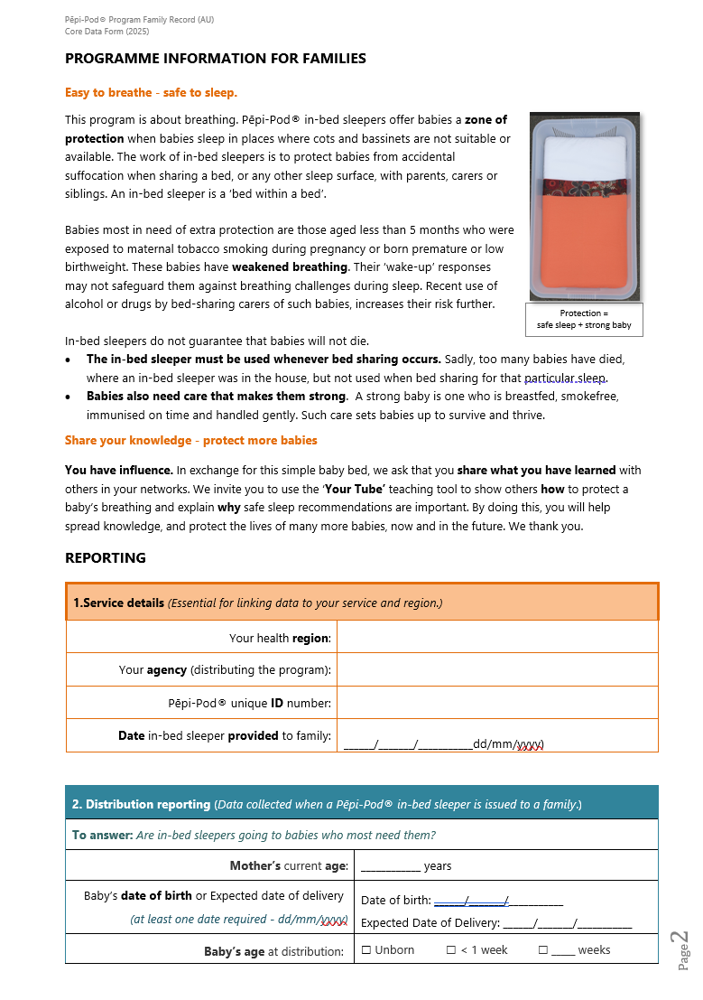 Pēpi-Pod® Program Family Record (AU)
Core Data Form (2025)
PROGRAMME INFORMATION FOR FAMILIES
Easy to breathe - safe to sleep.
This program is about breathing. Pēpi-Pod® in-bed sleepers offer babies a zone of
protection when babies sleep in places where cots and bassinets are not suitable or
available. The work of in-bed sleepers is to protect babies from accidental
suffocation when sharing a bed, or any other sleep surface, with parents, carers or
siblings. An in-bed sleeper is a ‘bed within a bed’.
Babies most in need of extra protection are those aged less than 5 months who were
exposed to maternal tobacco smoking during pregnancy or born premature or low
birthweight. These babies have weakened breathing. Their ‘wake-up’ responses
may not safeguard them against breathing challenges during sleep. Recent use of
alcohol or drugs by bed-sharing carers of such babies, increases their risk further.
Protection =
safe sleep + strong baby
In-bed sleepers do not guarantee that babies will not die.
• The in-bed sleeper must be used whenever bed sharing occurs. Sadly, too many babies have died,
where an in-bed sleeper was in the house, but not used when bed sharing for that particular sleep.
• Babies also need care that makes them strong. A strong baby is one who is breastfed, smokefree,
immunised on time and handled gently. Such care sets babies up to survive and thrive.
Share your knowledge - protect more babies
You have influence. In exchange for this simple baby bed, we ask that you share what you have learned with
others in your networks. We invite you to use the ‘Your Tube’ teaching tool to show others how to protect a
baby’s breathing and explain why safe sleep recommendations are important. By doing this, you will help
spread knowledge, and protect the lives of many more babies, now and in the future. We thank you.
REPORTING
1.Service details (Essential for linking data to your service and region.)
Your health region:
Your agency (distributing the program):
Pēpi-Pod® unique ID number:
Date in-bed sleeper provided to family: ______/_______/___________dd/mm/yyyy)
2. Distribution reporting (Data collected when a Pēpi-Pod® in-bed sleeper is issued to a family.)
To answer: Are in-bed sleepers going to babies who most need them?
Mother’s current age: __________ years
Baby’s date of birth or Expected date of delivery Date of birth: ______/_______/__________
(at least one date required - dd/mm/yyyy) Expected Date of Delivery: ______/_______/__________
Baby’s age at distribution: ☐ Unborn ☐ < 1 week ☐ ____ weeks
Page 2